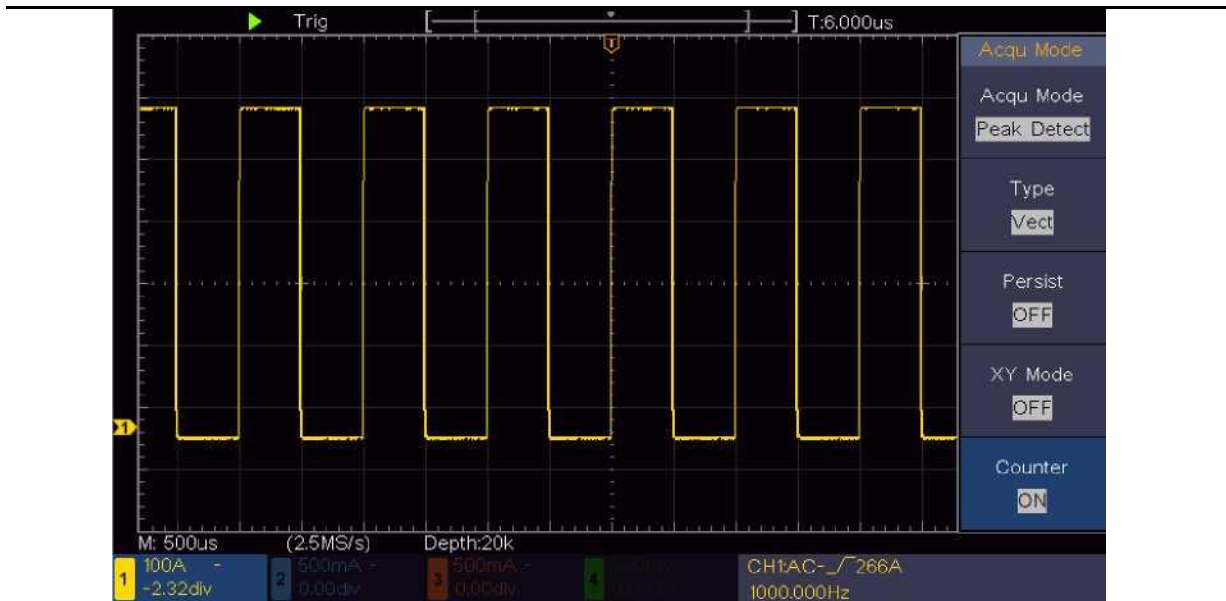 Trig T:6.000us
T
Acqu Mode
Acqu Mode
Peak Detect
Type
Vect
Persist
OFF
XY Mode
OFF
Counter
ON
1
M: 500us (2.5MS/s) Depth:20k
1 100A - 2 500mA - 3 500mA - 4
-2.32div 0.00div 0.00div
CH1:AC-_/‾266A
1000.000Hz